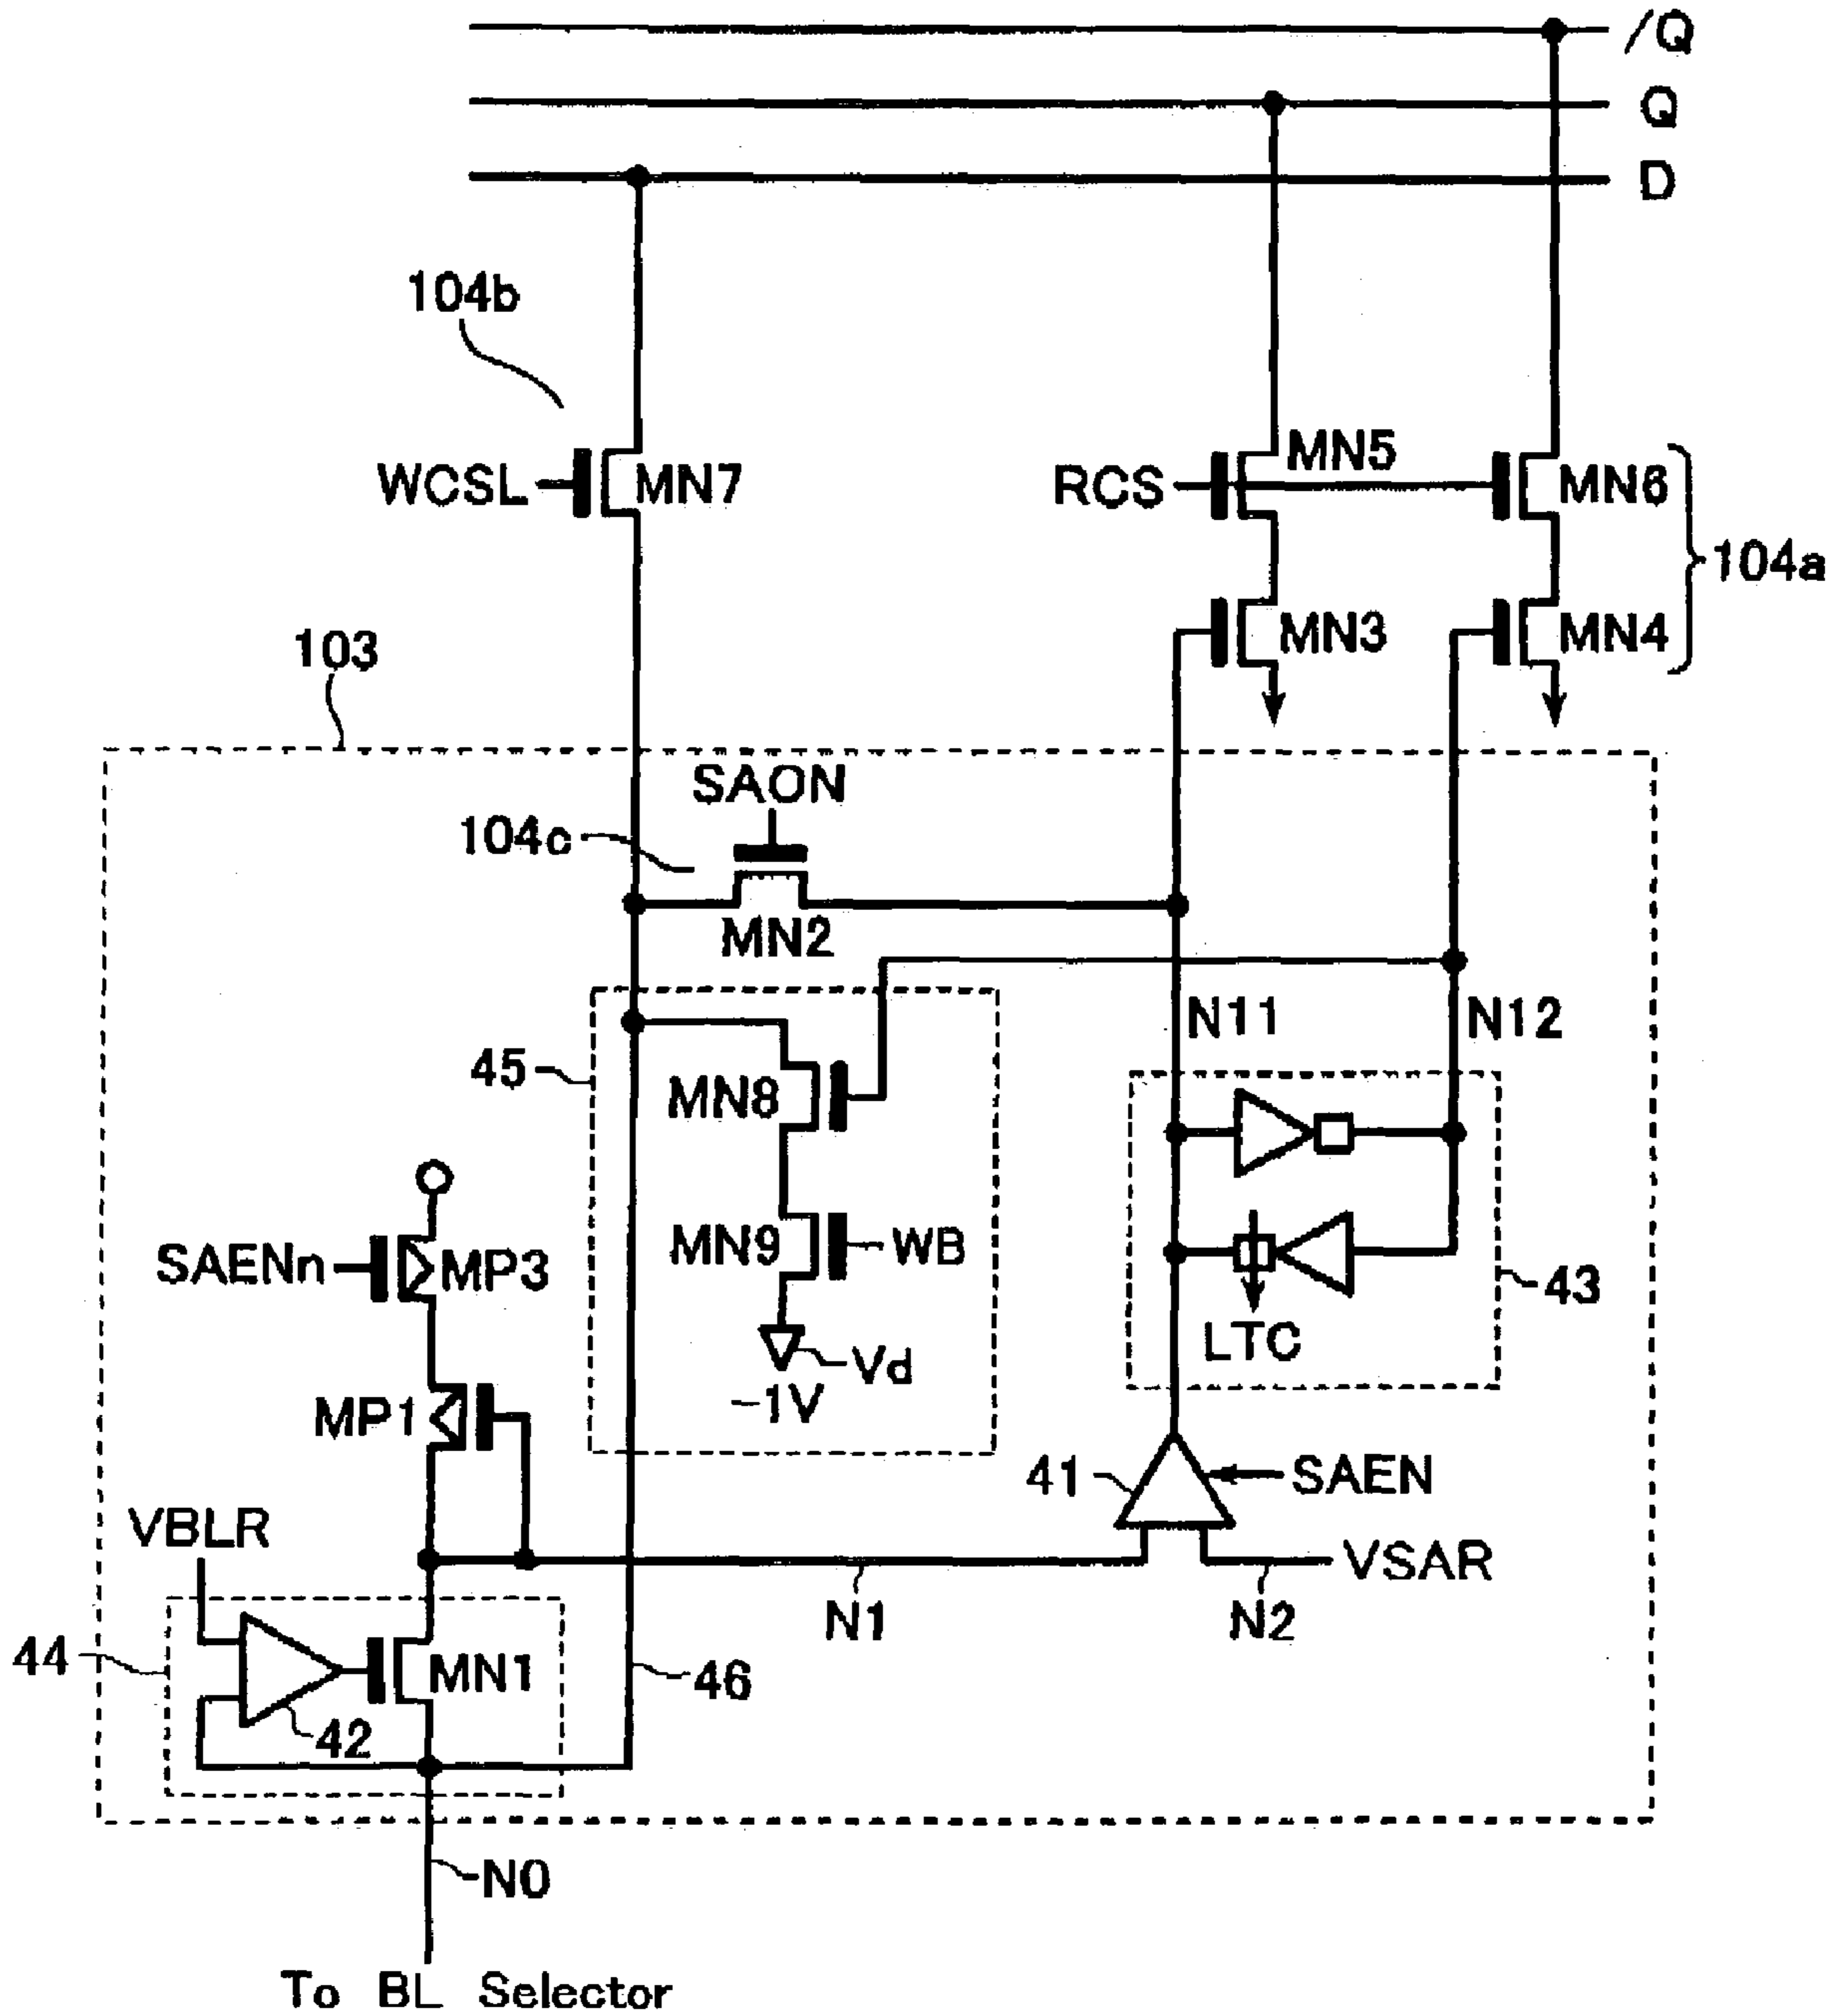 /Q
Q
D
104b
WCSL
MN7
RCS
MN5
MN6
104a
MN3
MN4
103
SAON
104c
MN2
N11
N12
45
MN8
SAENn
MP3
MN9
WB
43
LTC
Vd
-1V
MP1
41
SAEN
VBLR
VSAR
N1
N2
44
MN1
46
42
N0
To BL Selector